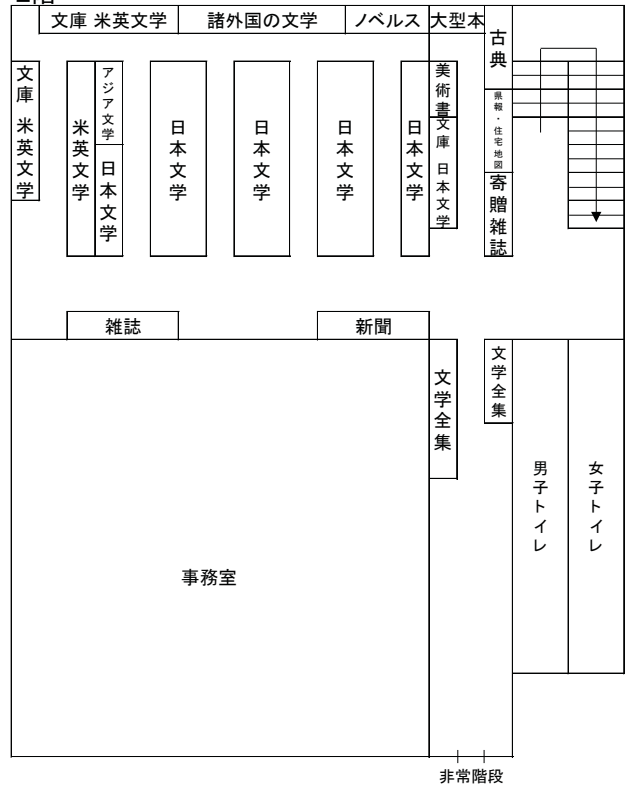 文庫 米英文学
諸外国の文学
ノベルス
大型本
古典
県報・住宅地図
寄贈雑誌
文庫 米英文学
米英文学
アジア文学
日本文学
日本文学
日本文学
日本文学
日本文学
美術書
文庫 日本文学
雑誌
新聞
文学全集
文学全集
男子トイレ
女子トイレ
事務室
非常階段